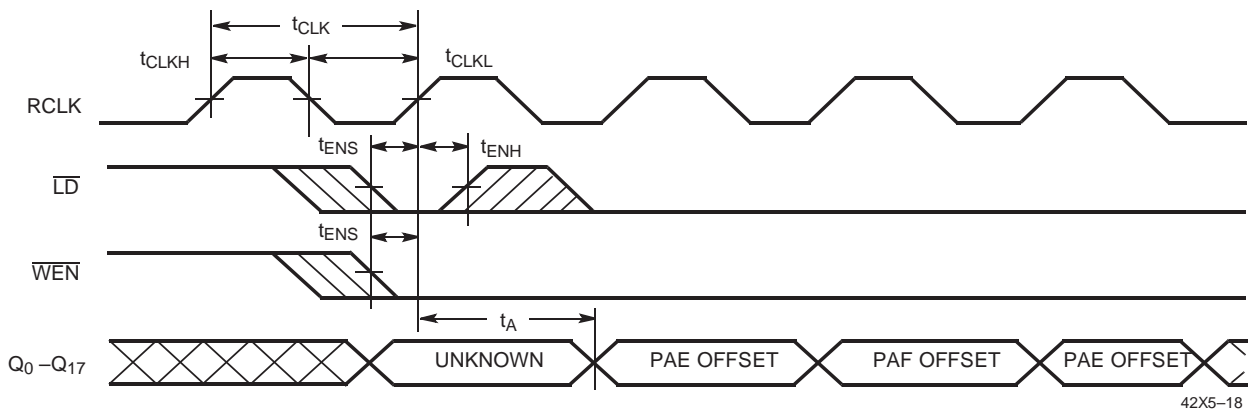 tCLK
tCLKH
tCLKL
RCLK
tENS
tENH
LD
tENS
WEN
tA
Q0 –Q17
UNKNOWN
PAE OFFSET
PAF OFFSET
PAE OFFSET
42X5–18